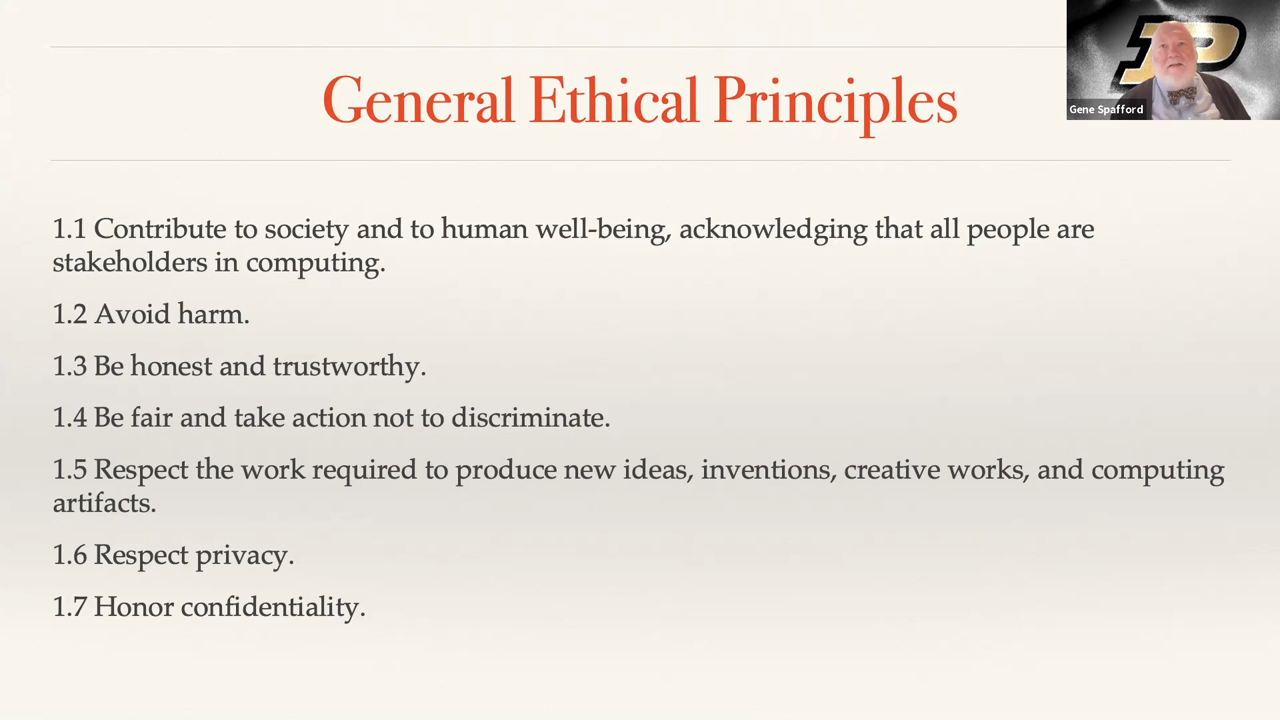 General Ethical Principles
Gene Spafford
1.1 Contribute to society and to human well-being, acknowledging that all people are
stakeholders in computing.
1.2 Avoid harm.
1.3 Be honest and trustworthy.
1.4 Be fair and take action not to discriminate.
1.5 Respect the work required to produce new ideas, inventions, creative works, and computing
artifacts.
1.6 Respect privacy.
1.7 Honor confidentiality.